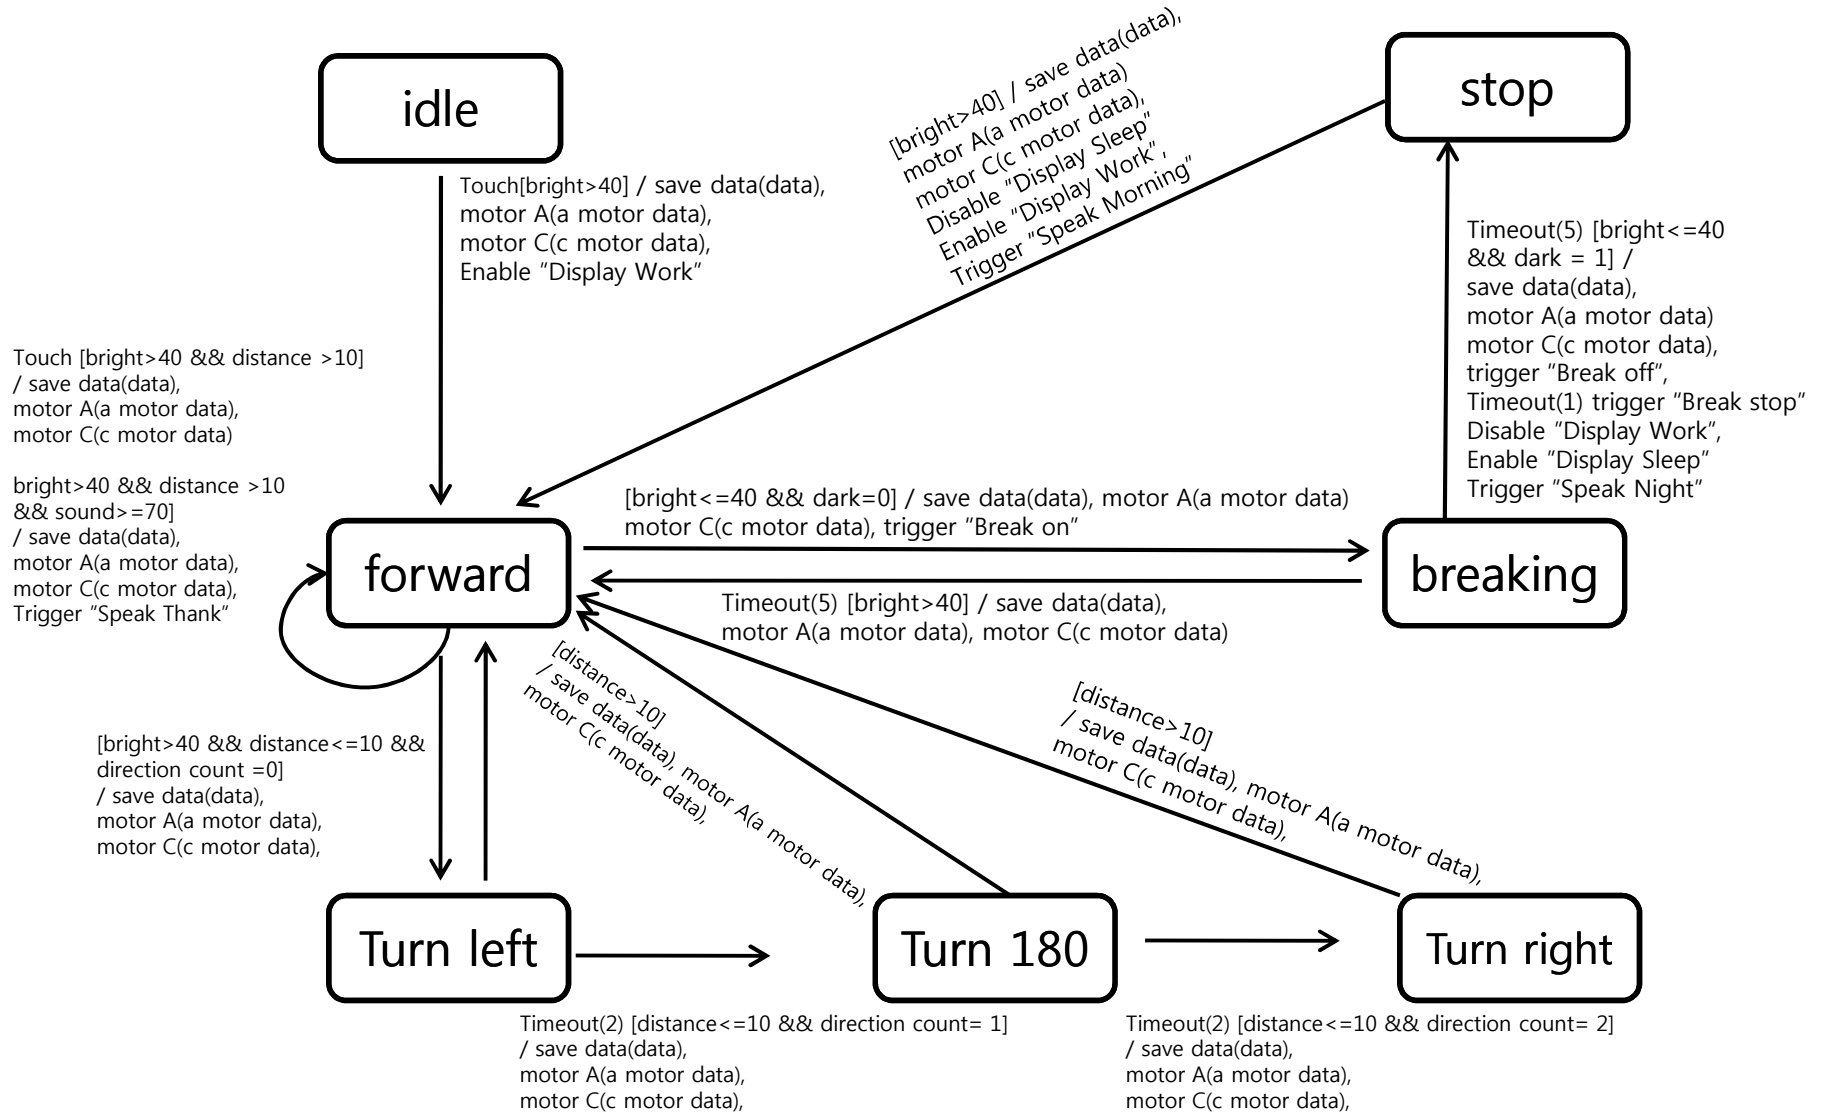 idle
stop
[bright>40] / save data(data),
motor A(a motor data)
motor C(c motor data),
Disable "Display Sleep"
Enable "Display Work",
Trigger "Speak Morning"
Touch[bright>40] / save data(data),
motor A(a motor data),
motor C(c motor data),
Enable "Display Work"
Timeout(5) [bright<=40
&& dark = 1] /
save data(data),
motor A(a motor data)
motor C(c motor data),
trigger "Break off",
Timeout(1) trigger "Break stop"
Disable "Display Work",
Enable "Display Sleep"
Trigger "Speak Night"
Touch [bright>40 && distance >10]
/ save data(data),
motor A(a motor data),
motor C(c motor data)
bright>40 && distance >10
&& sound>=70]
/ save data(data),
motor A(a motor data),
motor C(c motor data),
Trigger "Speak Thank"
[bright<=40 && dark=0] / save data(data), motor A(a motor data)
motor C(c motor data), trigger "Break on"
forward
breaking
Timeout(5) [bright>40] / save data(data),
motor A(a motor data), motor C(c motor data)
[distance>10]
/ save data(data), motor A(a motor data),
motor C(c motor data),
[distance>10]
/ save data(data), motor A(a motor data),
motor C(c motor data),
[bright>40 && distance<=10 &&
direction count =0]
/ save data(data),
motor A(a motor data),
motor C(c motor data),
Turn left
Turn 180
Turn right
Timeout(2) [distance<=10 && direction count= 1]
/ save data(data),
motor A(a motor data),
motor C(c motor data),
Timeout(2) [distance<=10 && direction count= 2]
/ save data(data),
motor A(a motor data),
motor C(c motor data),